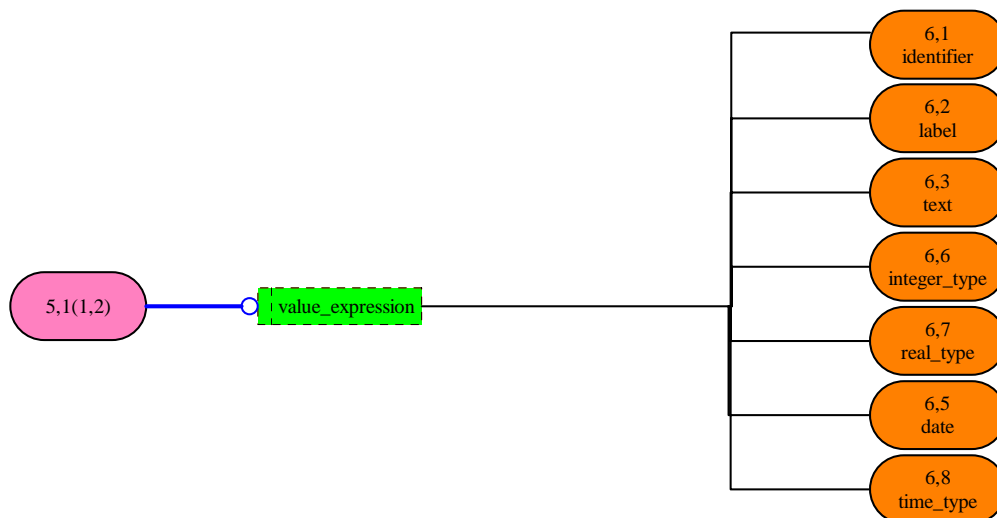 6,1
identifier
6,2
label
6,3
text
6,6
integer_type
5,1(1,2)
value_expression
6,7
real_type
6,5
date
6,8
time_type